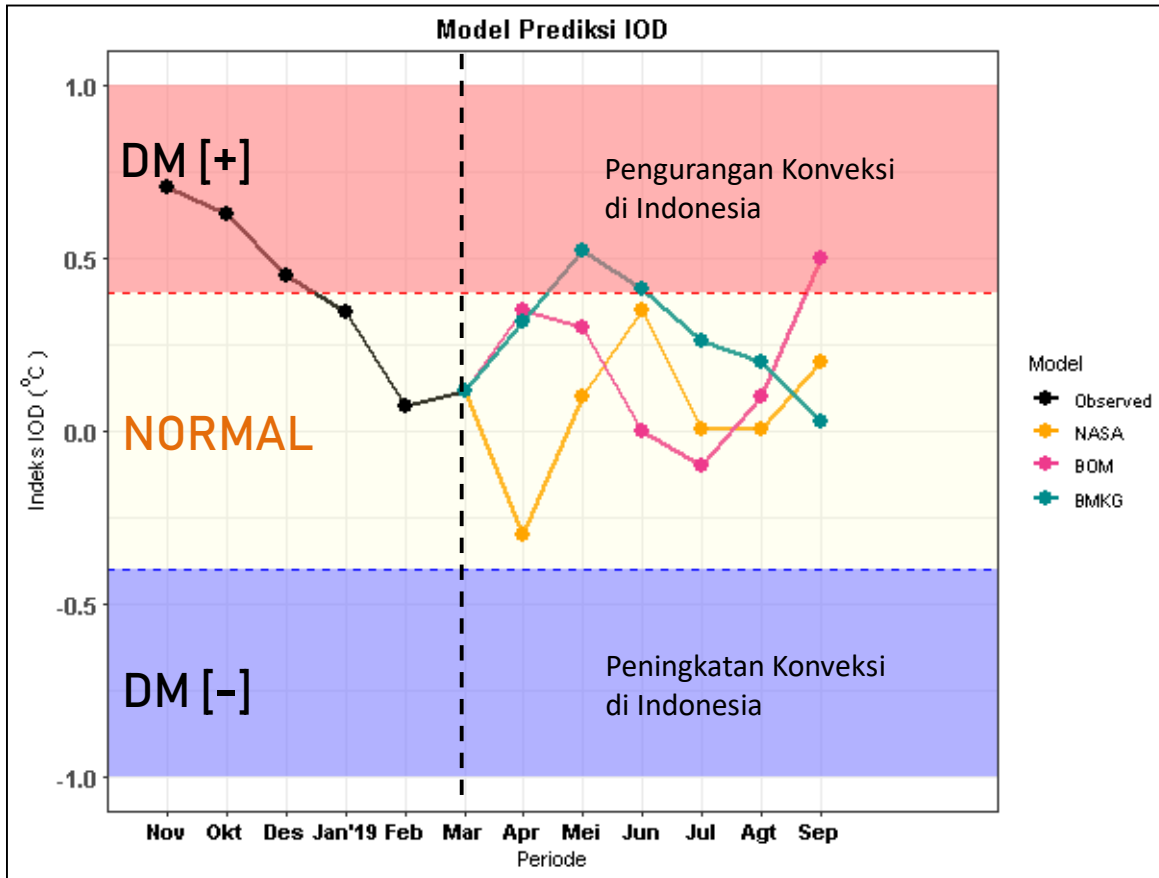 Model Prediksi IOD
1.0
0.5
0.0
-0.5
-1.0
Indeks IOD (°C)
DM [+]
Pengurangan Konveksi
di Indonesia
NORMAL
DM [-]
Peningkatan Konveksi
di Indonesia
Nov Okt Des Jan'19 Feb Mar Apr Mei Jun Jul Agt Sep
Periode
Model
Observed
NASA
BOM
BMKG